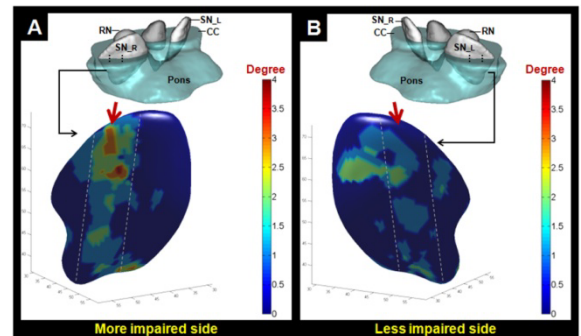 A
RN
SN_R
SN_L
CC
Pons
Degree
4
3.5
3
2.5
2
1.5
1
0.5
0
More impaired side
B
SN_R
CC
RN
SN_L
Pons
Degree
4
3.5
3
2.5
2
1.5
1
0.5
0
Less impaired side